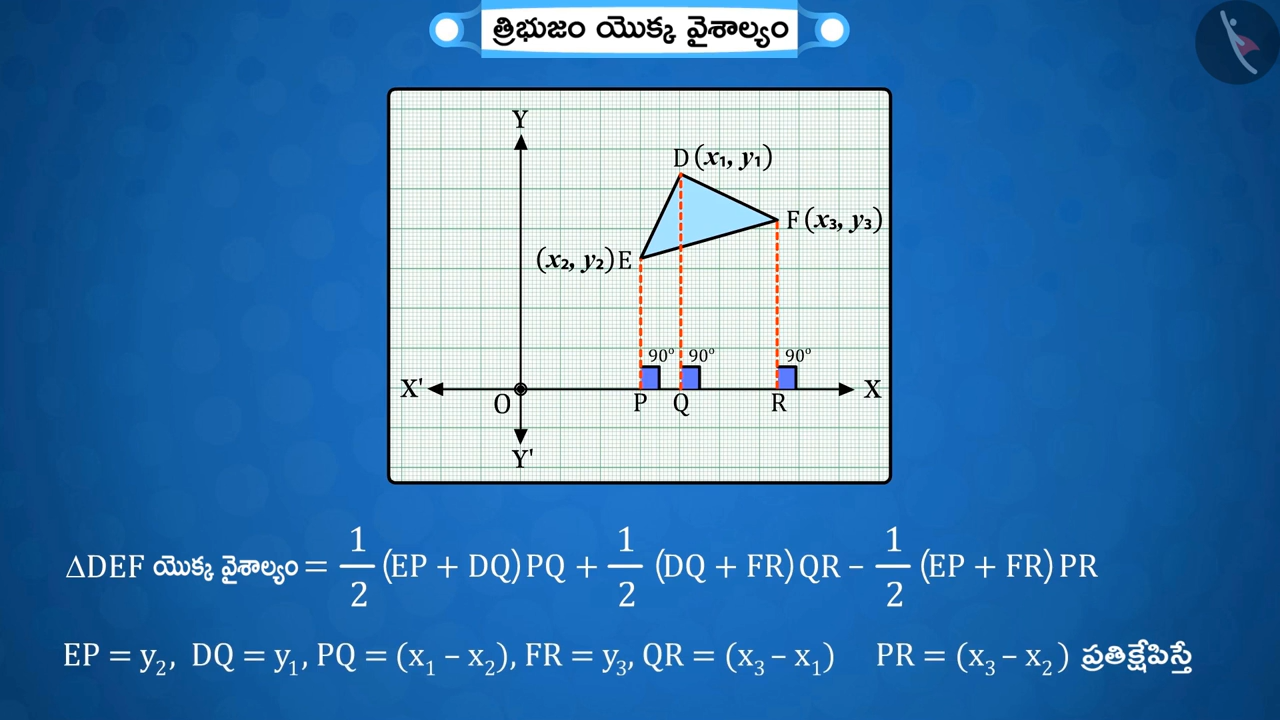 త్రిభుజం యొక్క వైశాల్యం
Y
D (x₁, y₁)
F (x₃, y₃)
(x₂, y₂) E
90° 90° 90°
X' X
O P Q R
Y'
ΔDEF యొక్క వైశాల్యం = 1/2 (EP + DQ) PQ + 1/2 (DQ + FR) QR – 1/2 (EP + FR) PR
EP = y₂, DQ = y₁, PQ = (x₁ – x₂), FR = y₃, QR = (x₃ – x₁) PR = (x₃ – x₂) ప్రతిక్షేపిస్తే